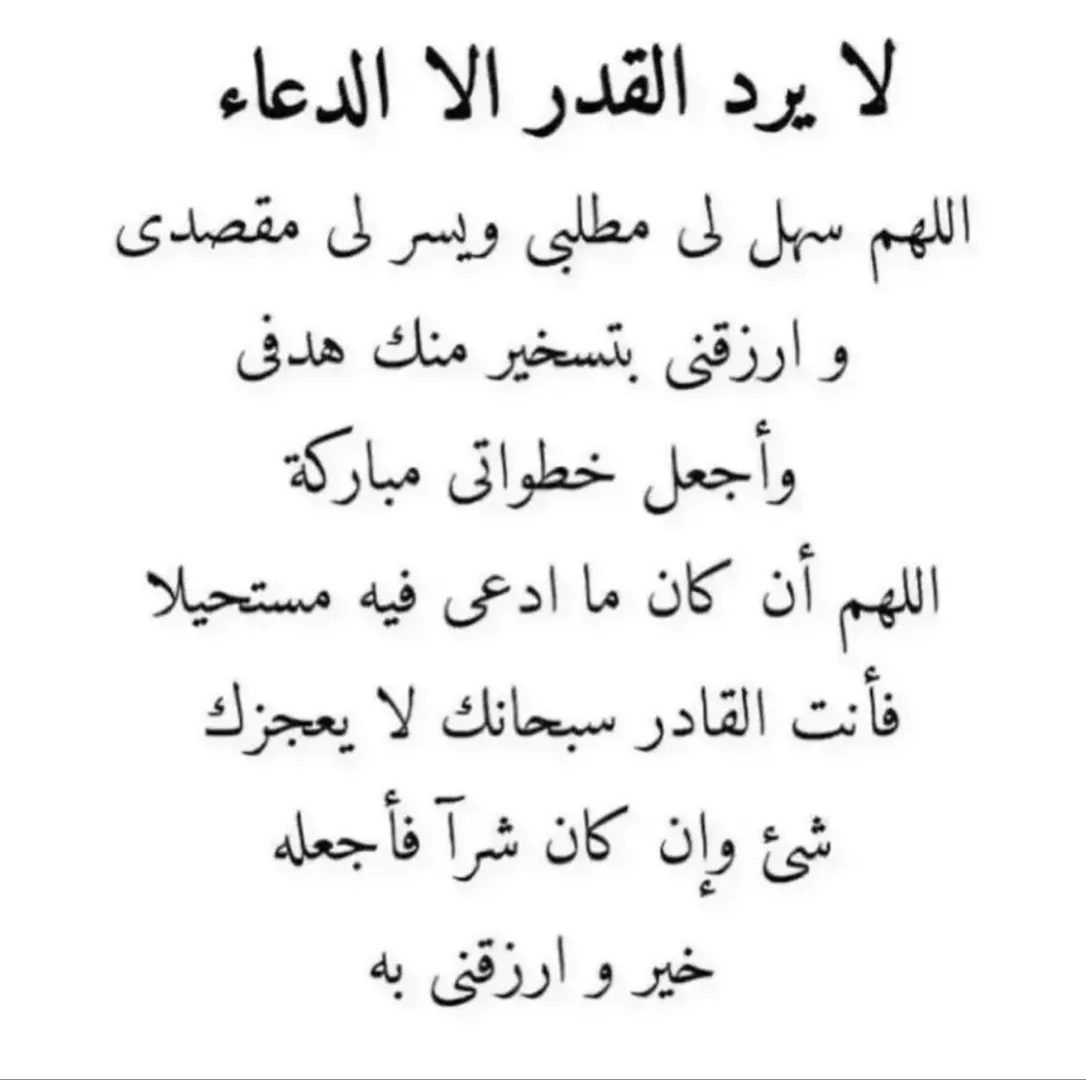 لا يرد القدر الا الدعاء
اللهم سهل لى مطلبى ويسر لى مقصدى
و ارزقنى بتسخير منك هدفى
وأجعل خطواتى مباركة
اللهم أن كان ما ادعى فيه مستحيلا
فأنت القادر سبحانك لا يعجزك
شئ وإن كان شرآ فأجعله
خير و ارزقنى به